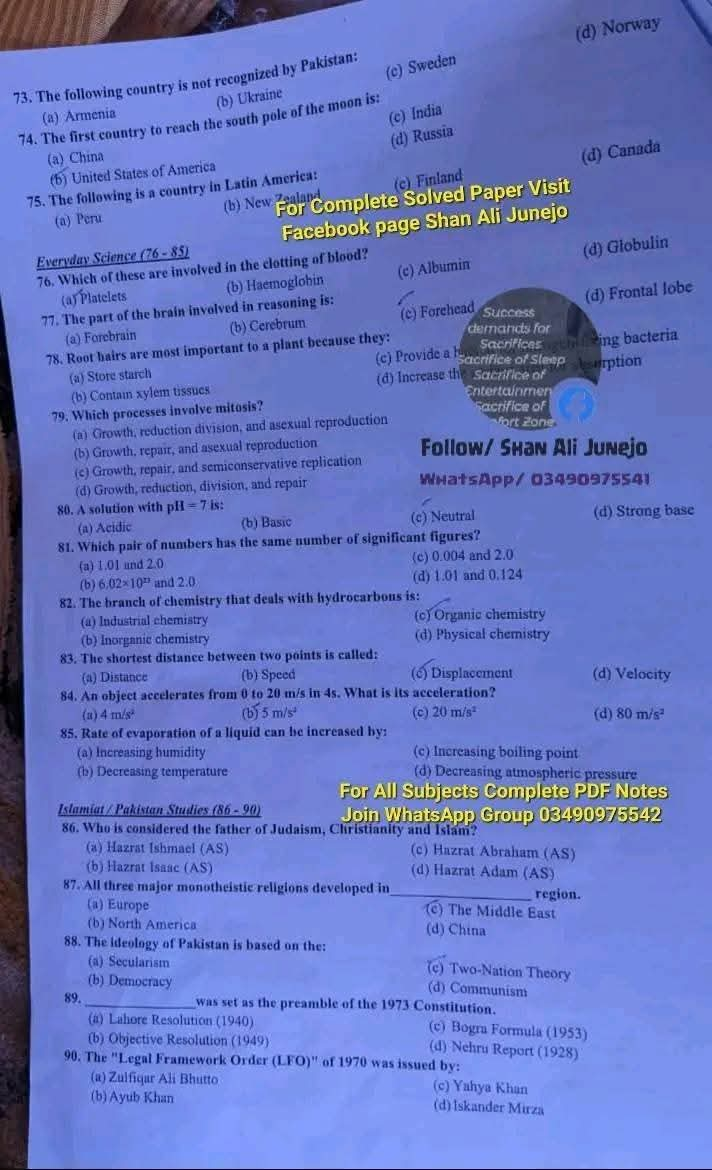 73. The following country is not recognized by Pakistan:
(a) Armenia (b) Ukraine (c) Sweden (d) Norway
74. The first country to reach the south pole of the moon is:
(a) China (c) India
(b) United States of America (d) Russia
75. The following is a country in Latin America:
(a) Peru (b) New Zealand (c) Finland (d) Canada
For Complete Solved Paper Visit
Facebook page Shan Ali Junejo
Everyday Science (76 - 85)
76. Which of these are involved in the clotting of blood?
(a) Platelets (b) Haemoglobin (c) Albumin (d) Globulin
77. The part of the brain involved in reasoning is:
(a) Forebrain (b) Cerebrum (c) Forehead (d) Frontal lobe
78. Root hairs are most important to a plant because they:
(a) Store starch (c) Provide a bacteria
(b) Contain xylem tissues (d) Increase the
Success
demands for
Sacrifices
Sacrifice of Sleep
Sacrifice of
Entertainmen
Sacrifice of
fort Zone
79. Which processes involve mitosis?
(a) Growth, reduction division, and asexual reproduction
(b) Growth, repair, and asexual reproduction
(c) Growth, repair, and semiconservative replication
(d) Growth, reduction, division, and repair
Follow/ Shan Ali Junejo
WhatsApp/ 03490975541
80. A solution with pH = 7 is:
(a) Acidic (b) Basic (c) Neutral (d) Strong base
81. Which pair of numbers has the same number of significant figures?
(a) 1.01 and 2.0 (c) 0.004 and 2.0
(b) 6.02×10²³ and 2.0 (d) 1.01 and 0.124
82. The branch of chemistry that deals with hydrocarbons is:
(a) Industrial chemistry (c) Organic chemistry
(b) Inorganic chemistry (d) Physical chemistry
83. The shortest distance between two points is called:
(a) Distance (b) Speed (c) Displacement (d) Velocity
84. An object accelerates from 0 to 20 m/s in 4s. What is its acceleration?
(a) 4 m/s² (b) 5 m/s² (c) 20 m/s² (d) 80 m/s²
85. Rate of evaporation of a liquid can be increased by:
(a) Increasing humidity (c) Increasing boiling point
(b) Decreasing temperature (d) Decreasing atmospheric pressure
For All Subjects Complete PDF Notes
Join WhatsApp Group 03490975542
Islamiat / Pakistan Studies (86 - 90)
86. Who is considered the father of Judaism, Christianity and Islam?
(a) Hazrat Ishmael (AS) (c) Hazrat Abraham (AS)
(b) Hazrat Isaac (AS) (d) Hazrat Adam (AS)
87. All three major monotheistic religions developed in ____________ region.
(a) Europe (c) The Middle East
(b) North America (d) China
88. The ideology of Pakistan is based on the:
(a) Secularism (c) Two-Nation Theory
(b) Democracy (d) Communism
89. ____________ was set as the preamble of the 1973 Constitution.
(a) Lahore Resolution (1940) (c) Bogra Formula (1953)
(b) Objective Resolution (1949) (d) Nehru Report (1928)
90. The "Legal Framework Order (LFO)" of 1970 was issued by:
(a) Zulfiqar Ali Bhutto (c) Yahya Khan
(b) Ayub Khan (d) Iskander Mirza